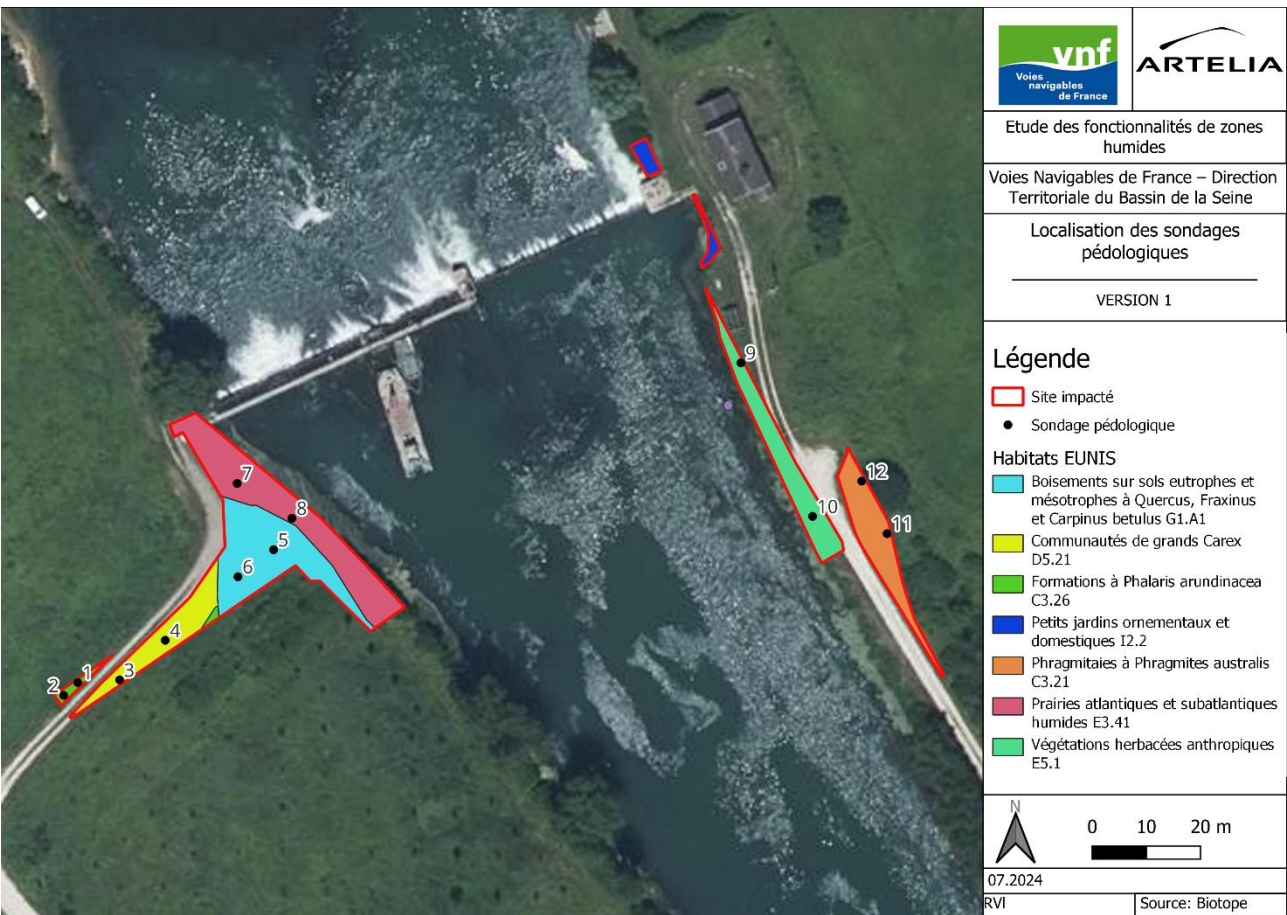 vnf
Voies
navigables
de France
ARTELIA
Etude des fonctionnalités de zones
humides
Voies Navigables de France – Direction
Territoriale du Bassin de la Seine
Localisation des sondages
pédologiques
VERSION 1
Légende
Site impacté
Sondage pédologique
Habitats EUNIS
Boisements sur sols eutrophes et
mésotrophes à Quercus, Fraxinus
et Carpinus betulus G1.A1
Communautés de grands Carex
D5.21
Formations à Phalaris arundinacea
C3.26
Petits jardins ornementaux et
domestiques I2.2
Phragmitaies à Phragmites australis
C3.21
Prairies atlantiques et subatlantiques
humides E3.41
Végétations herbacées anthropiques
E5.1
N
0 10 20 m
07.2024
RVI
Source: Biotope
9
7
12
8
10
11
5
6
4
3
1
2